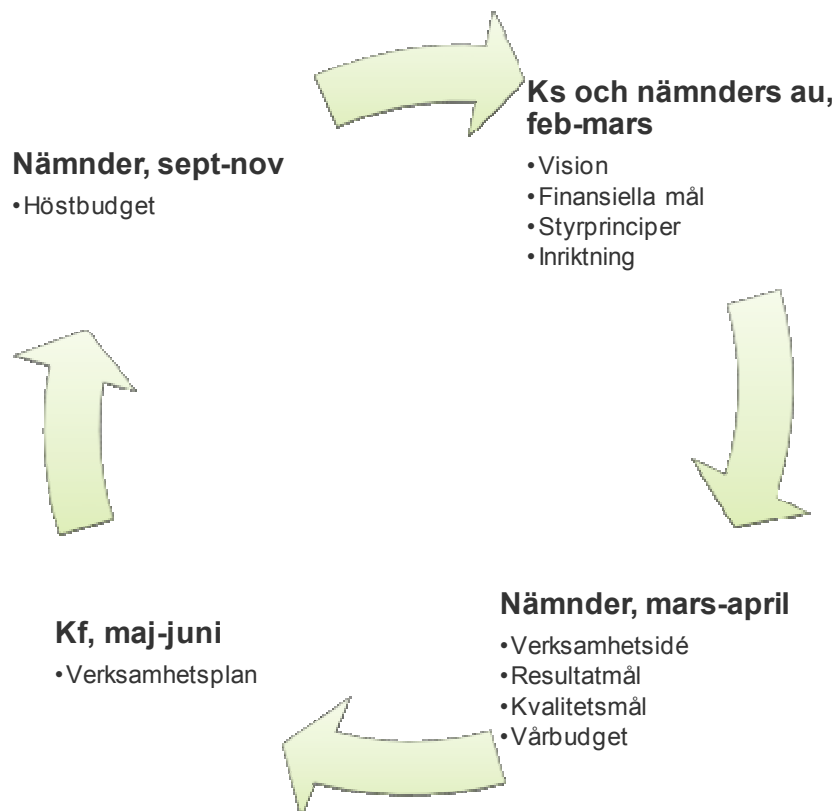 Ks och nämnders au,
feb-mars
•Vision
•Finansiella mål
•Styrprinciper
•Inriktning
Nämnder, mars-april
•Verksamhetsidé
•Resultatmål
•Kvalitetsmål
•Vårbudget
Kf, maj-juni
•Verksamhetsplan
Nämnder, sept-nov
•Höstbudget